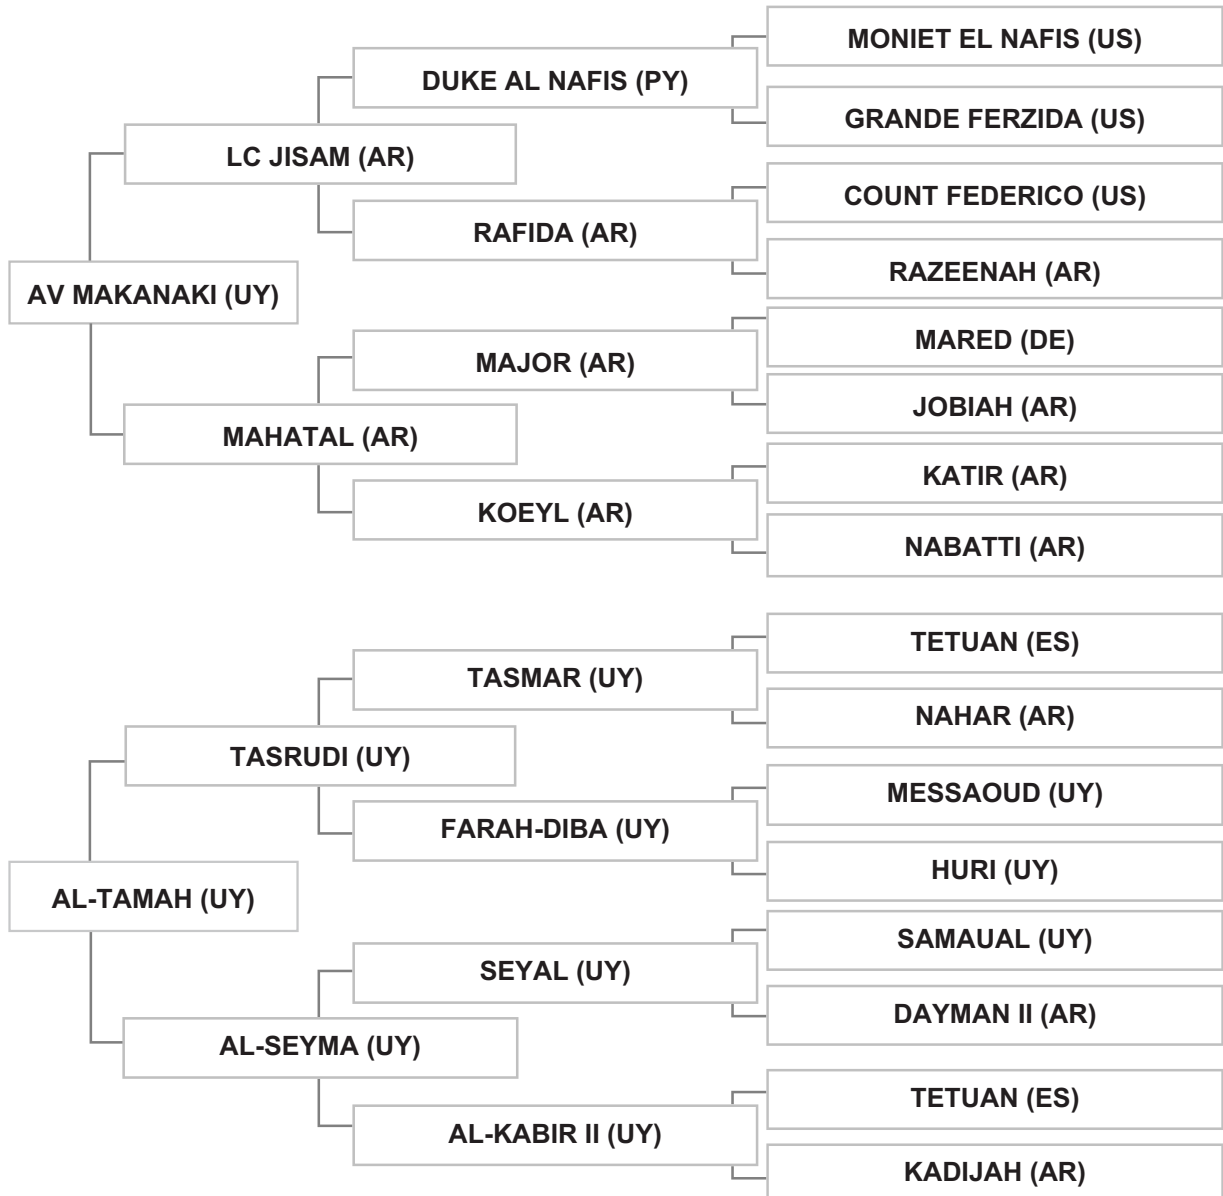 MONIET EL NAFIS (US)
DUKE AL NAFIS (PY)
GRANDE FERZIDA (US)
LC JISAM (AR)
COUNT FEDERICO (US)
RAFIDA (AR)
RAZEENAH (AR)
AV MAKANAKI (UY)
MARED (DE)
MAJOR (AR)
JOBIAH (AR)
MAHATAL (AR)
KATIR (AR)
KOEYL (AR)
NABATTI (AR)
TETUAN (ES)
TASMAR (UY)
NAHAR (AR)
TASRUDI (UY)
MESSAOUD (UY)
FARAH-DIBA (UY)
HURI (UY)
AL-TAMAH (UY)
SAMAUAL (UY)
SEYAL (UY)
DAYMAN II (AR)
AL-SEYMA (UY)
TETUAN (ES)
AL-KABIR II (UY)
KADIJAH (AR)